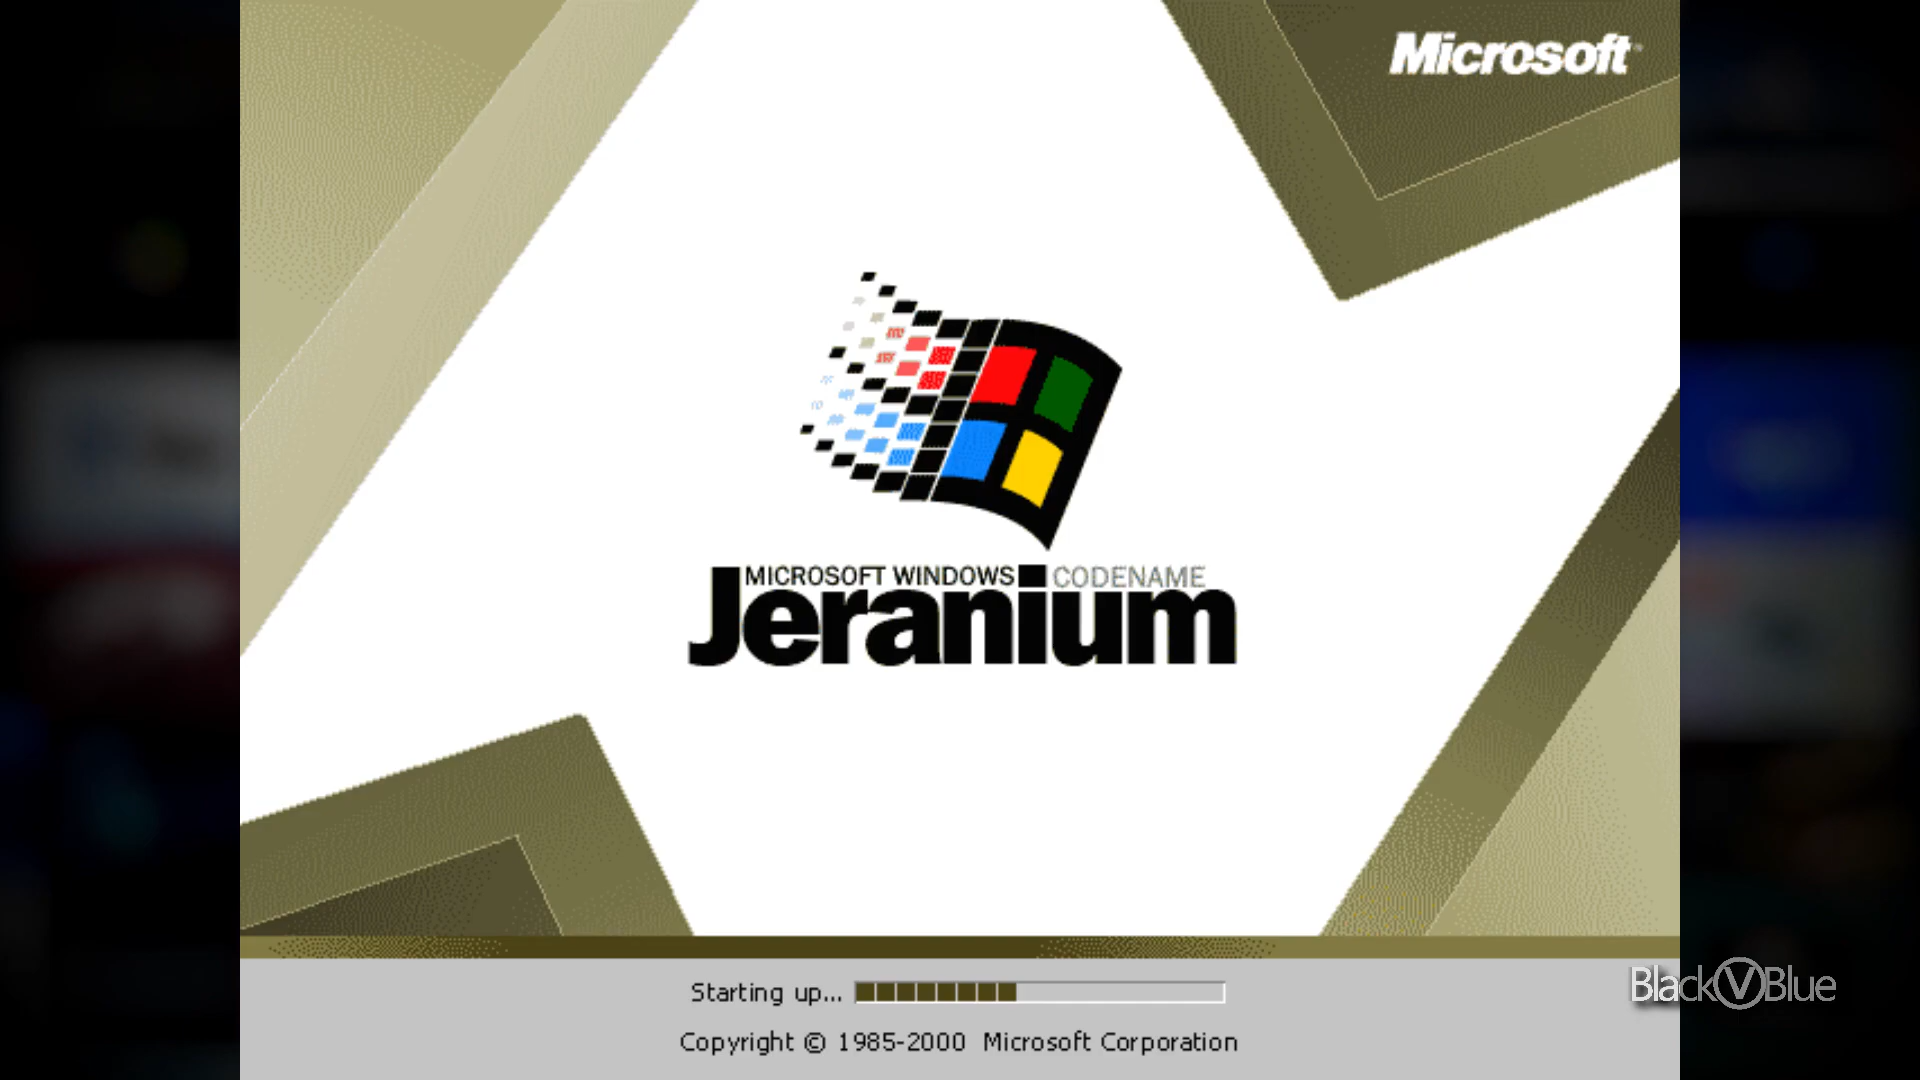 Microsoft
MICROSOFT WINDOWS CODENAME
Jeranium
Starting up...
BlackVBlue
Copyright © 1985-2000 Microsoft Corporation